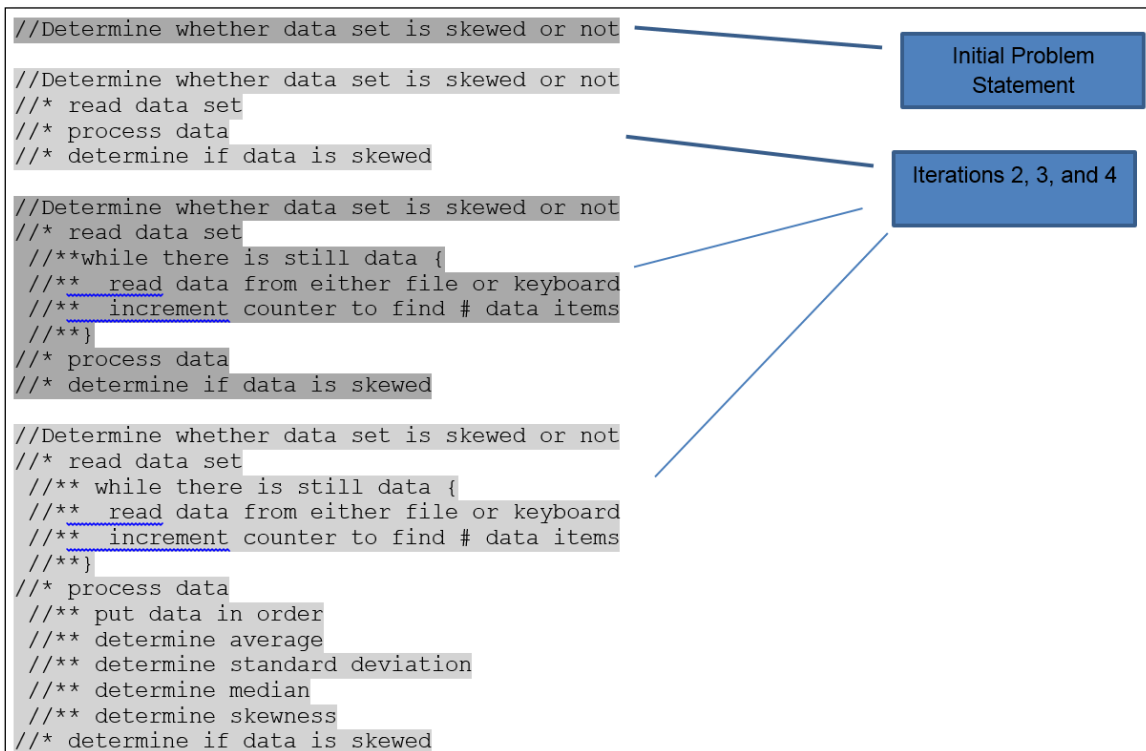 //Determine whether data set is skewed or not
Initial Problem
Statement
//Determine whether data set is skewed or not
//* read data set
//* process data
//* determine if data is skewed
Iterations 2, 3, and 4
//Determine whether data set is skewed or not
//* read data set
//**while there is still data {
//**  read data from either file or keyboard
//**  increment counter to find # data items
//**}
//* process data
//* determine if data is skewed
//Determine whether data set is skewed or not
//* read data set
//** while there is still data {
//**  read data from either file or keyboard
//**  increment counter to find # data items
//**}
//* process data
//** put data in order
//** determine average
//** determine standard deviation
//** determine median
//** determine skewness
//* determine if data is skewed